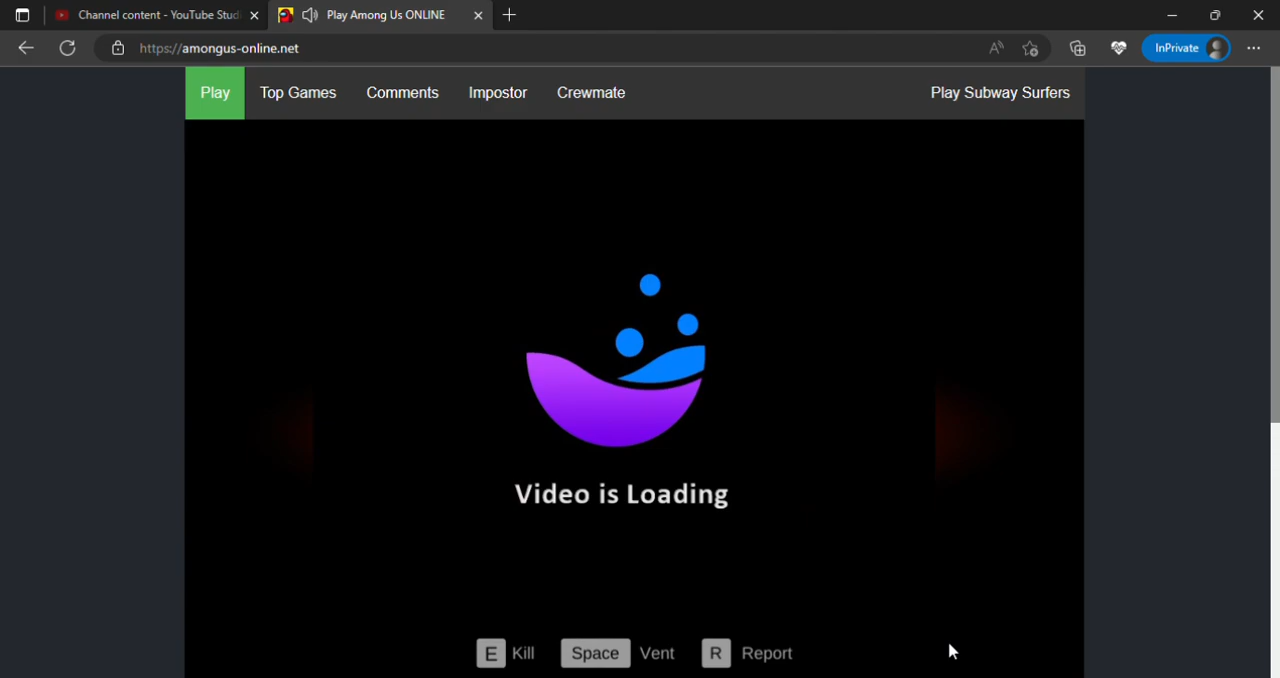 Channel content - YouTube Studi
Play Among Us ONLINE
https://amongus-online.net
InPrivate
Play Top Games Comments Impostor Crewmate Play Subway Surfers
Video is Loading
E Kill Space Vent R Report